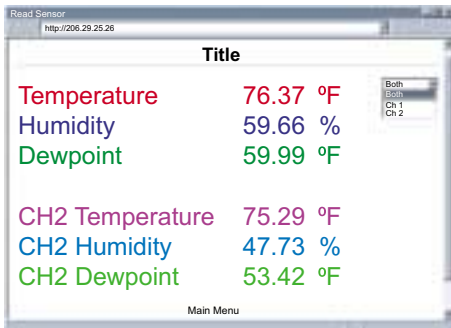 Read Sensor
http://206.29.25.26
Title
Temperature 76.37 ºF
Humidity 59.66 %
Dewpoint 59.99 ºF
Both
Both
Ch 1
Ch 2
CH2 Temperature 75.29 ºF
CH2 Humidity 47.73 %
CH2 Dewpoint 53.42 ºF
Main Menu